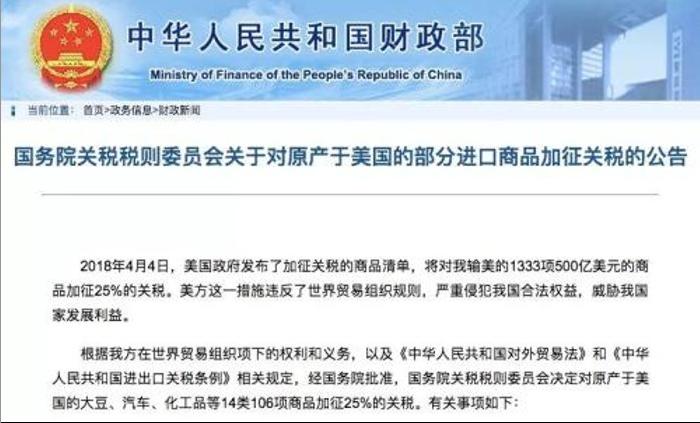 中华人民共和国财政部
Ministry of Finance of the People's Republic of China
当前位置：首页>政务信息>财政新闻
国务院关税税则委员会关于对原产于美国的部分进口商品加征关税的公告
2018年4月4日，美国政府发布了加征关税的商品清单，将对我输美的1333项500亿美元的商
品加征25%的关税。美方这一措施违反了世界贸易组织规则，严重侵犯我国合法权益，威胁我国
家发展利益。
根据我方在世界贸易组织项下的权利和义务，以及《中华人民共和国对外贸易法》和《中华
人民共和国进出口关税条例》相关规定，经国务院批准，国务院关税税则委员会决定对原产于美
国的大豆、汽车、化工品等14类106项商品加征25%的关税。有关事项如下：